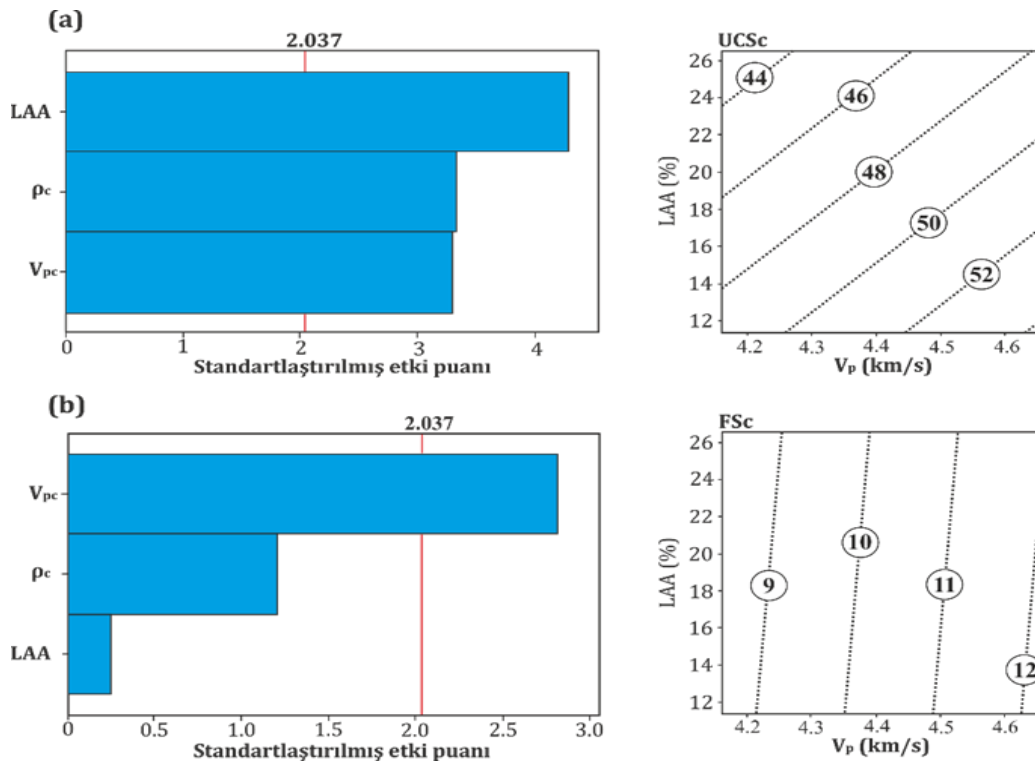 (a)
2.037
LAA
ρc
Vpc
0 1 2 3 4
Standartlaştırılmış etki puanı
UCSc
26
24
22
20
18
16
14
12
LAA (%)
44
46
48
50
52
4.2 4.3 4.4 4.5 4.6
Vp (km/s)
(b)
2.037
Vpc
ρc
LAA
0 0.5 1.0 1.5 2.0 2.5 3.0
Standartlaştırılmış etki puanı
FSc
26
24
22
20
18
16
14
12
LAA (%)
9
10
11
12
4.2 4.3 4.4 4.5 4.6
Vp (km/s)